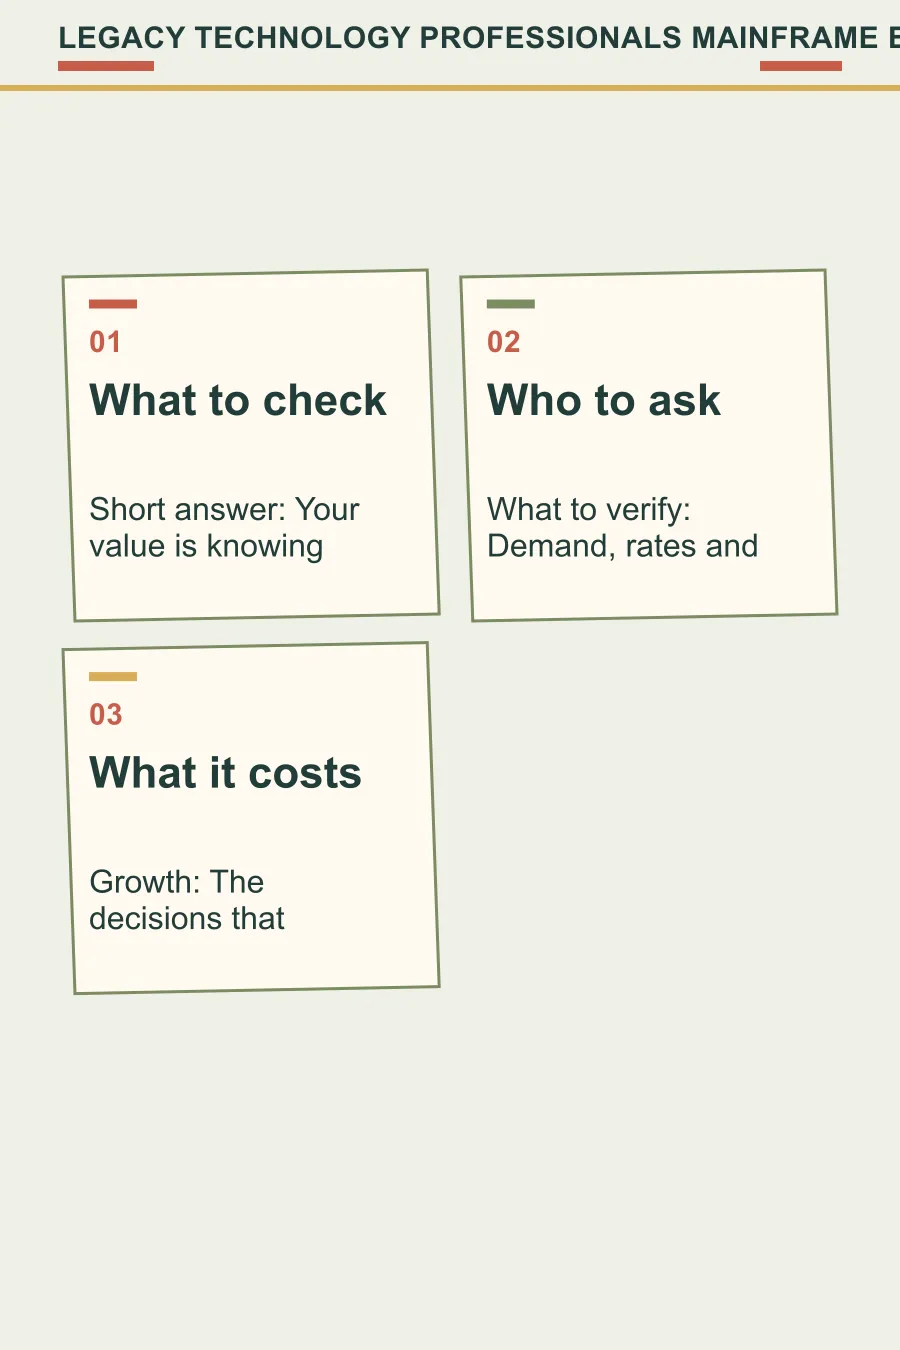 LEGACY TECHNOLOGY PROFESSIONALS MAINFRAME
01
What to check
Short answer: Your
value is knowing
02
Who to ask
What to verify:
Demand, rates and
03
What it costs
Growth: The
decisions that